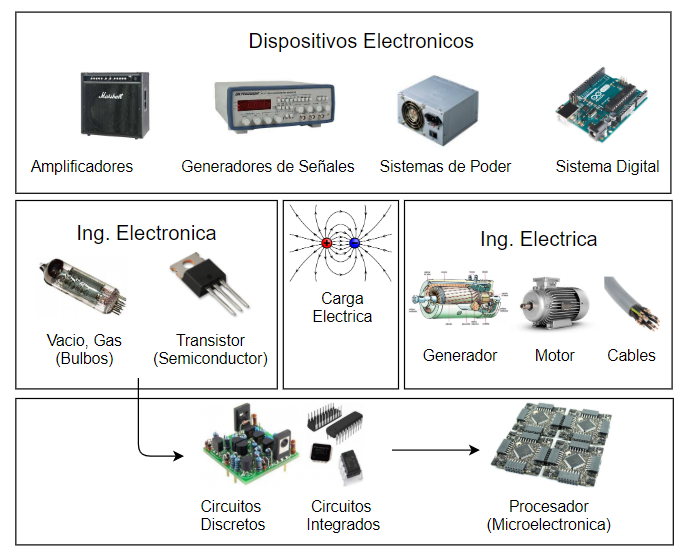 Dispositivos Electronicos
Marshall
Amplificadores
Generadores de Señales
Sistemas de Poder
Sistema Digital
Ing. Electronica
Vacio, Gas
(Bulbos)
Transistor
(Semiconductor)
+
-
Carga
Electrica
Ing. Electrica
Generador
Motor
Cables
Circuitos
Discretos
Circuitos
Integrados
Procesador
(Microelectronica)